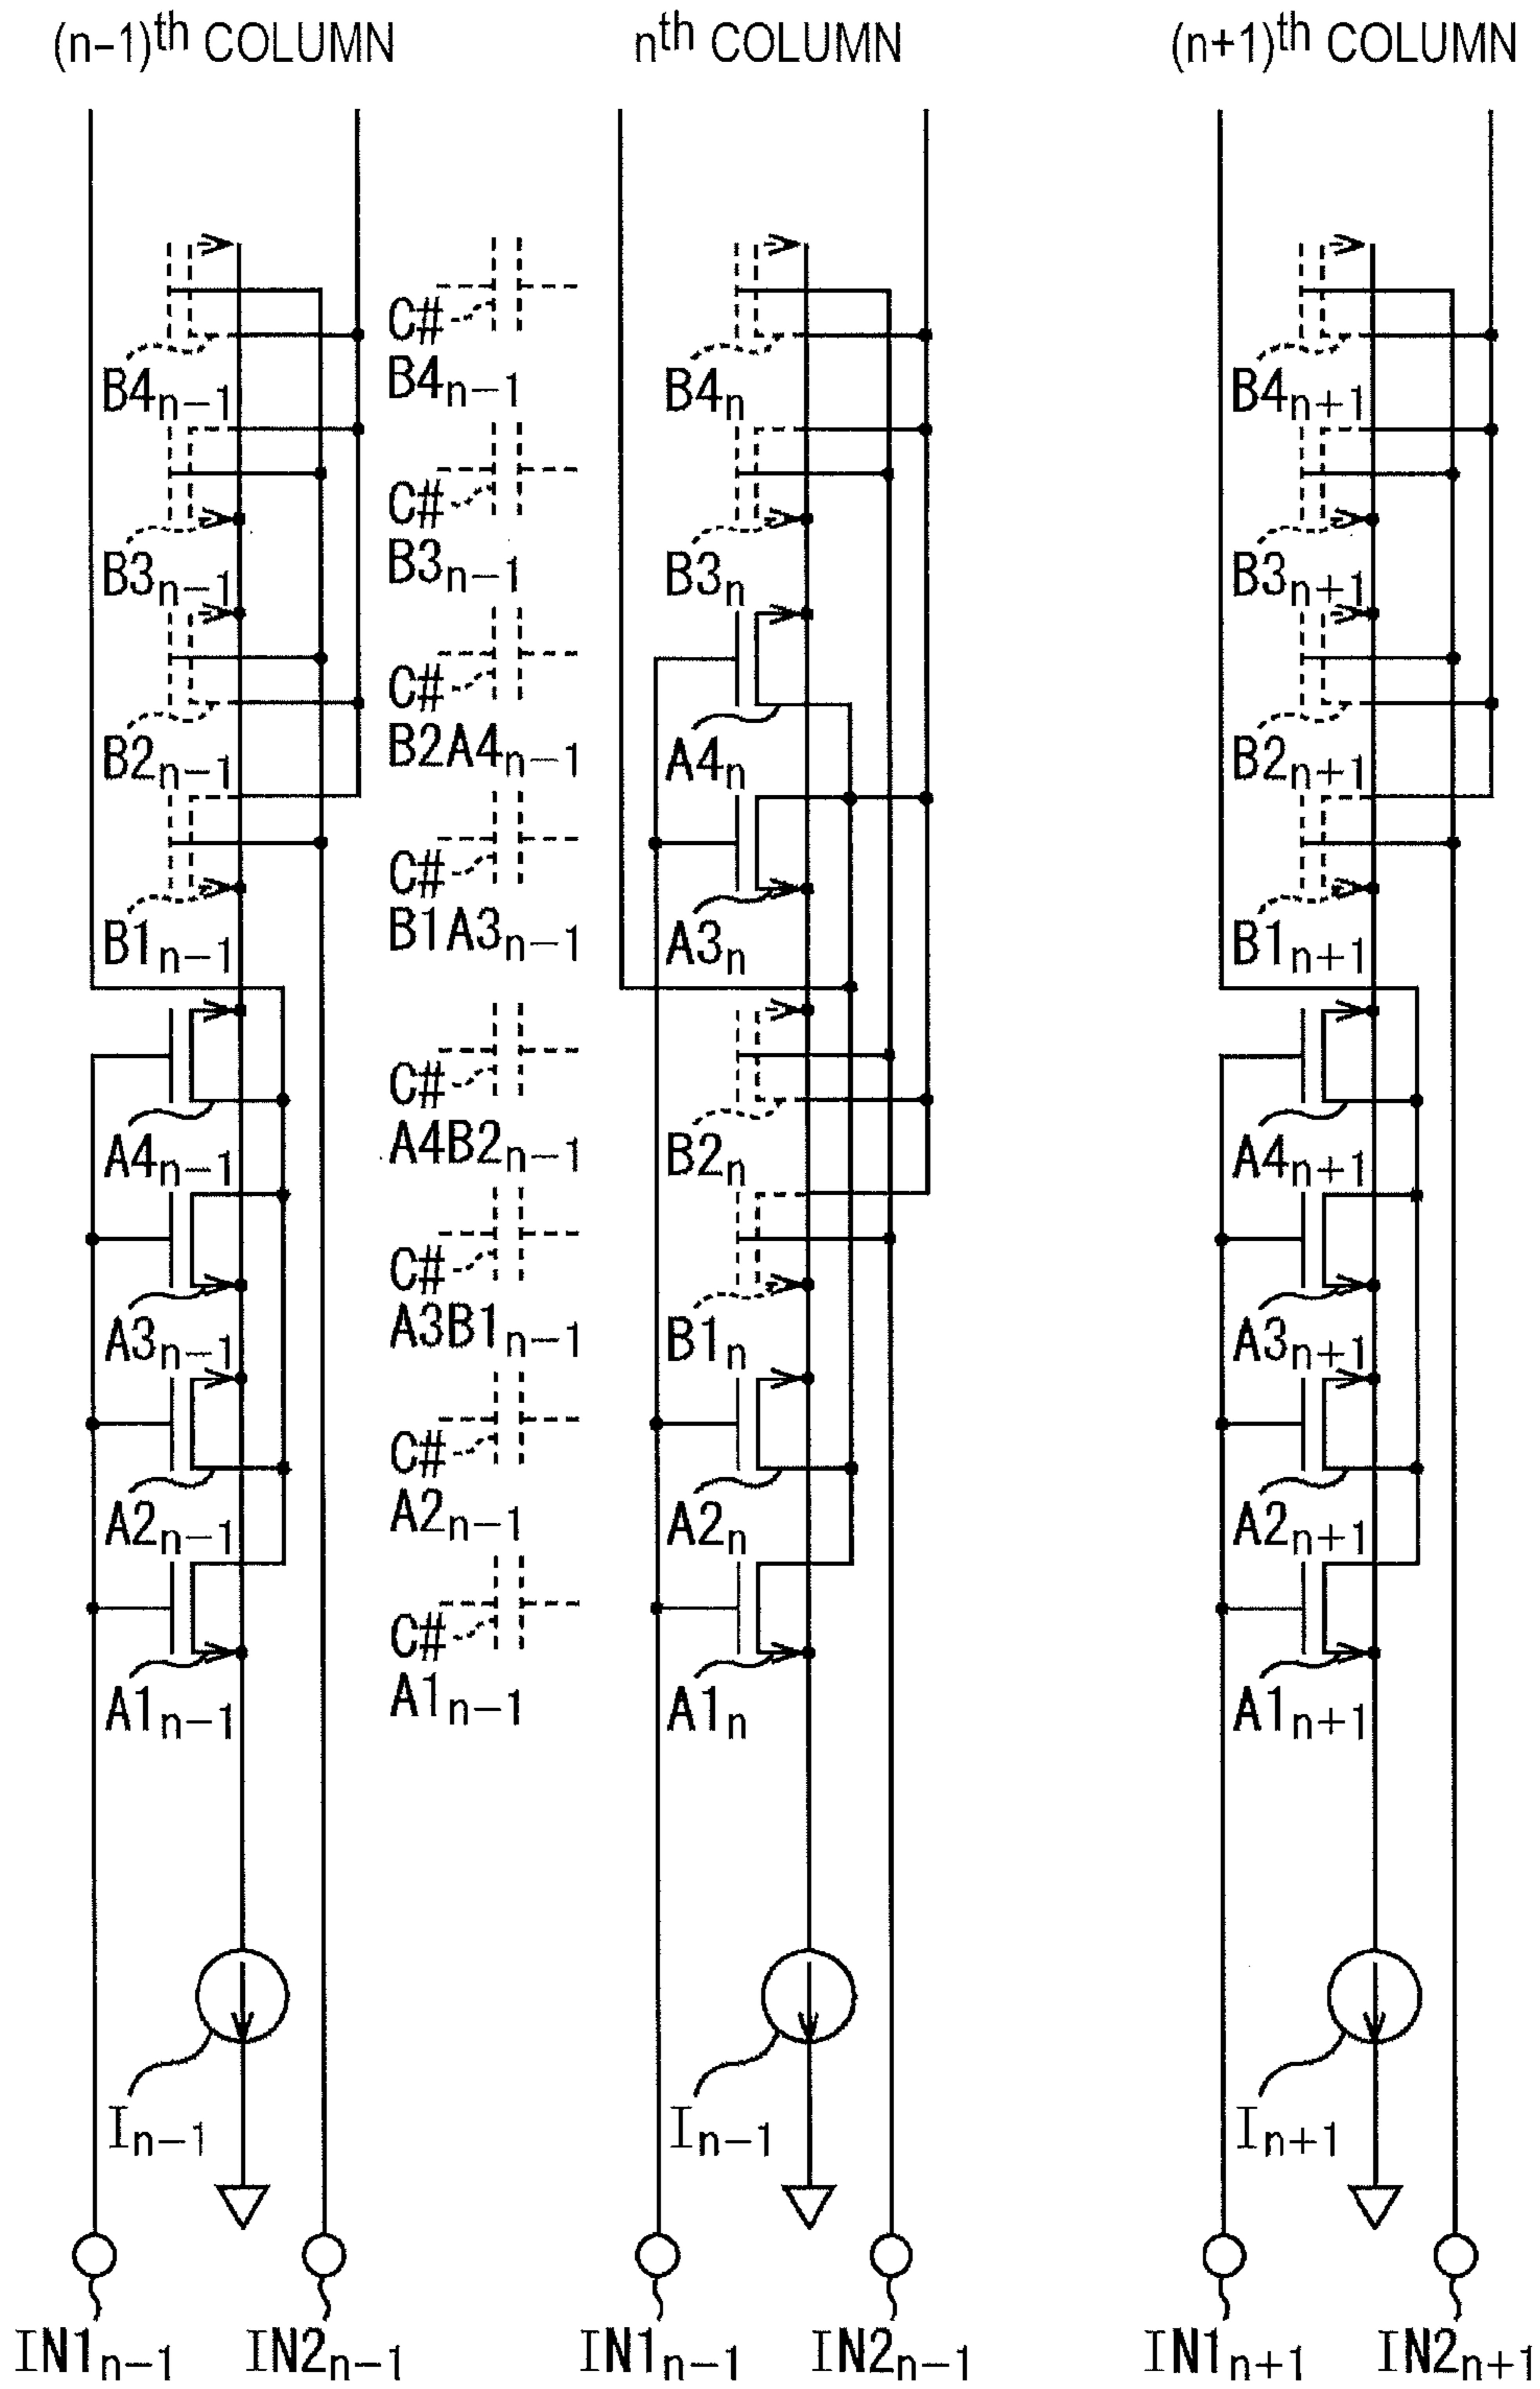 (n-1)th COLUMN nth COLUMN (n+1)th COLUMN
B4n-1 C# B4n-1 B4n B4n+1
B3n-1 C# B3n-1 B3n B3n+1
B2n-1 C# B2A4n-1 A4n B2n+1
B1n-1 C# B1A3n-1 A3n B1n+1
A4n-1 C# A4B2n-1 B2n A4n+1
A3n-1 C# A3B1n-1 B1n A3n+1
A2n-1 C# A2n-1 A2n A2n+1
A1n-1 C# A1n-1 A1n A1n+1
In-1 In-1 In+1
IN1n-1 IN2n-1 IN1n-1 IN2n-1 IN1n+1 IN2n+1